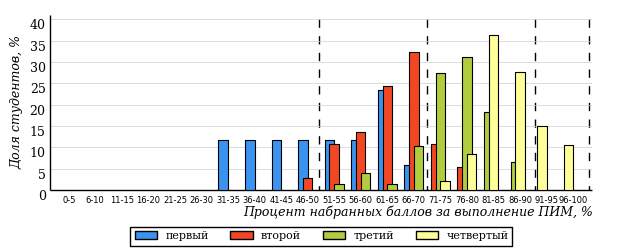 40
35
30
25
20
15
10
5
0
Доля студентов, %
0-5 6-10 11-15 16-20 21-25 26-30 31-35 36-40 41-45 46-50 51-55 56-60 61-65 66-70 71-75 76-80 81-85 86-90 91-95 96-100
Процент набранных баллов за выполнение ПИМ, %
первый второй третий четвертый